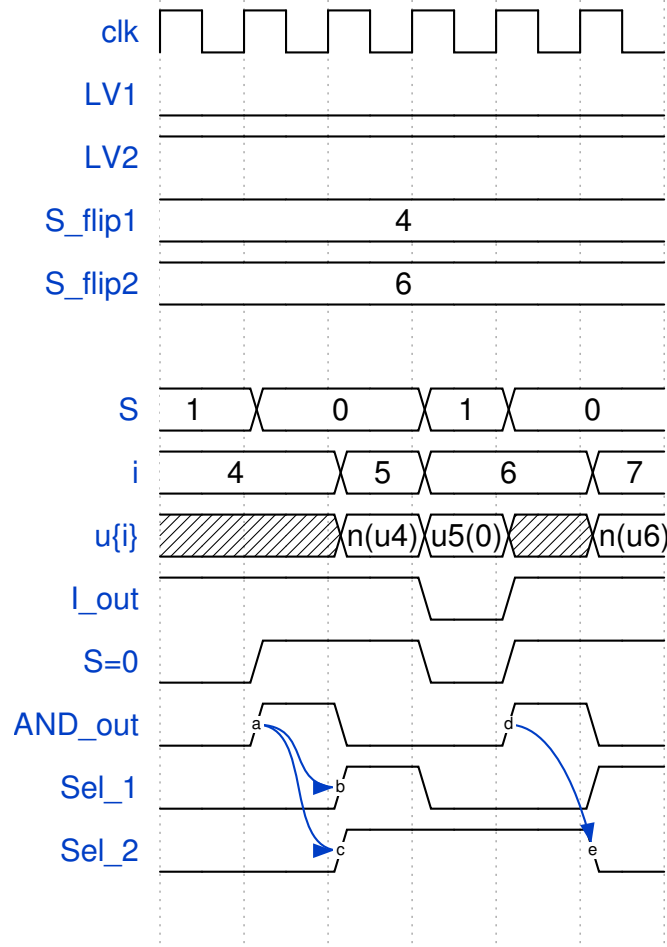 clk
LV1
LV2
S_flip1 4
S_flip2 6
S 1 0 1 0
i 4 5 6 7
u{i} n(u4) u5(0) n(u6)
I_out
S=0
AND_out a d
Sel_1 b
Sel_2 c e